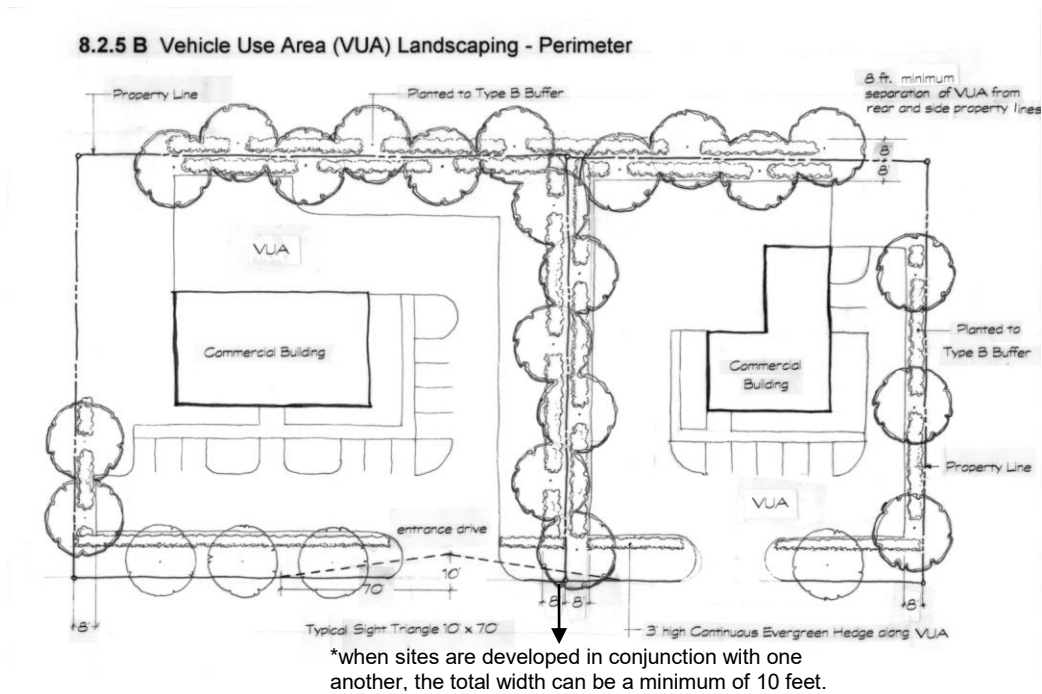 8.2.5 B Vehicle Use Area (VUA) Landscaping - Perimeter
8 ft. minimum
separation of VUA from
rear and side property lines
Property Line
Planted to Type B Buffer
8'
8'
VUA
Commercial Building
Commercial
Building
Planted to
Type B Buffer
Property Line
VUA
entrance drive
10'
70'
8'
8'
8'
8'
Typical Sight Triangle 10' x 70'
3' high Continuous Evergreen Hedge along VUA
*when sites are developed in conjunction with one
another, the total width can be a minimum of 10 feet.